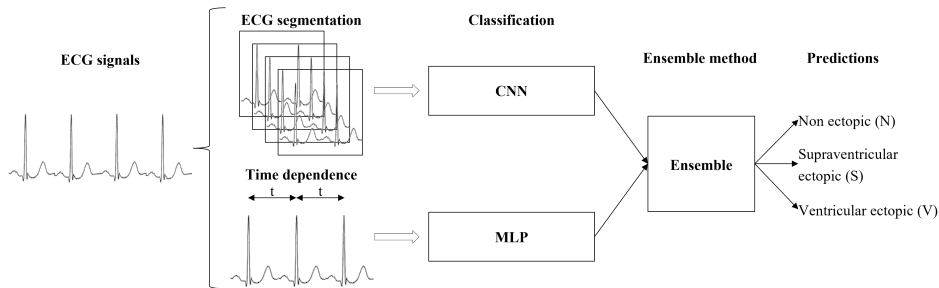 ECG signals
ECG segmentation
Time dependence
t t
Classification
CNN
MLP
Ensemble method
Ensemble
Predictions
Non ectopic (N)
Supraventricular
ectopic (S)
Ventricular ectopic (V)